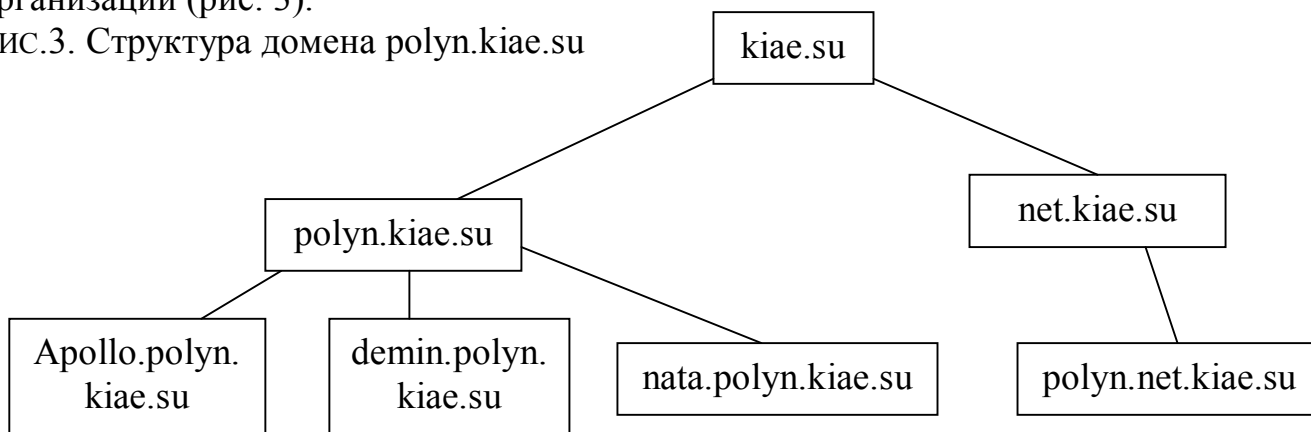 рганизации (рис. 3).
ис.3. Структура домена polyn.kiae.su
kiae.su
polyn.kiae.su
net.kiae.su
Apollo.polyn.
kiae.su
demin.polyn.
kiae.su
nata.polyn.kiae.su
polyn.net.kiae.su